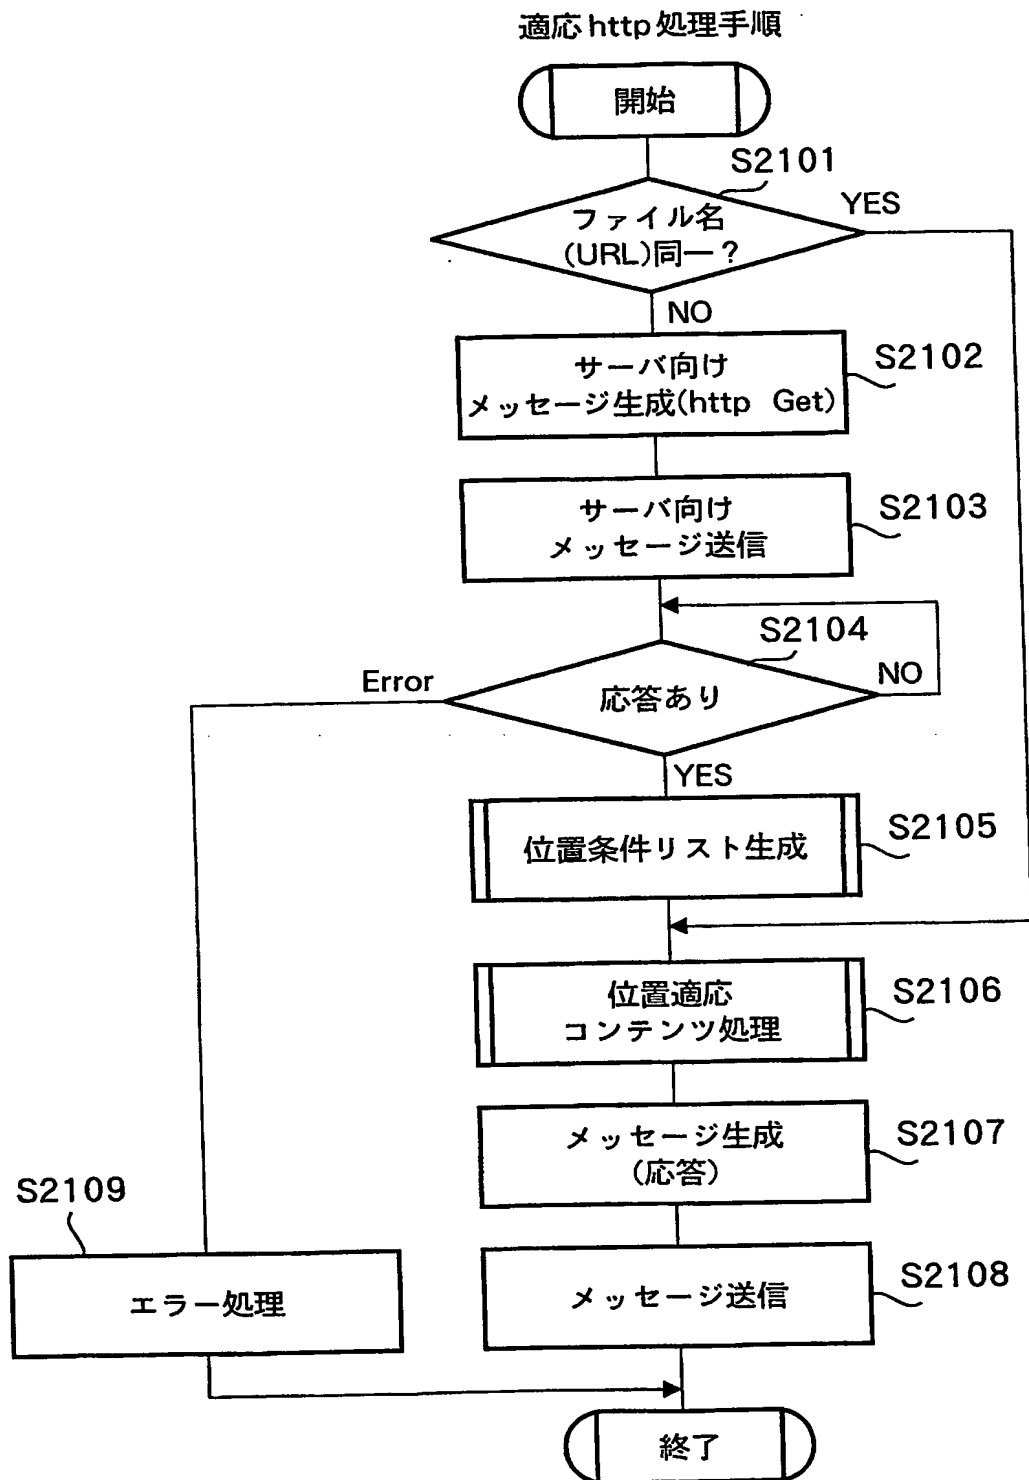 適応http処理手順
開始
S2101
ファイル名
(URL)同一?
YES
NO
サーバ向け
メッセージ生成(http Get)
S2102
サーバ向け
メッセージ送信
S2103
S2104
Error
応答あり
NO
YES
位置条件リスト生成
S2105
位置適応
コンテンツ処理
S2106
メッセージ生成
(応答)
S2107
S2109
エラー処理
メッセージ送信
S2108
終了